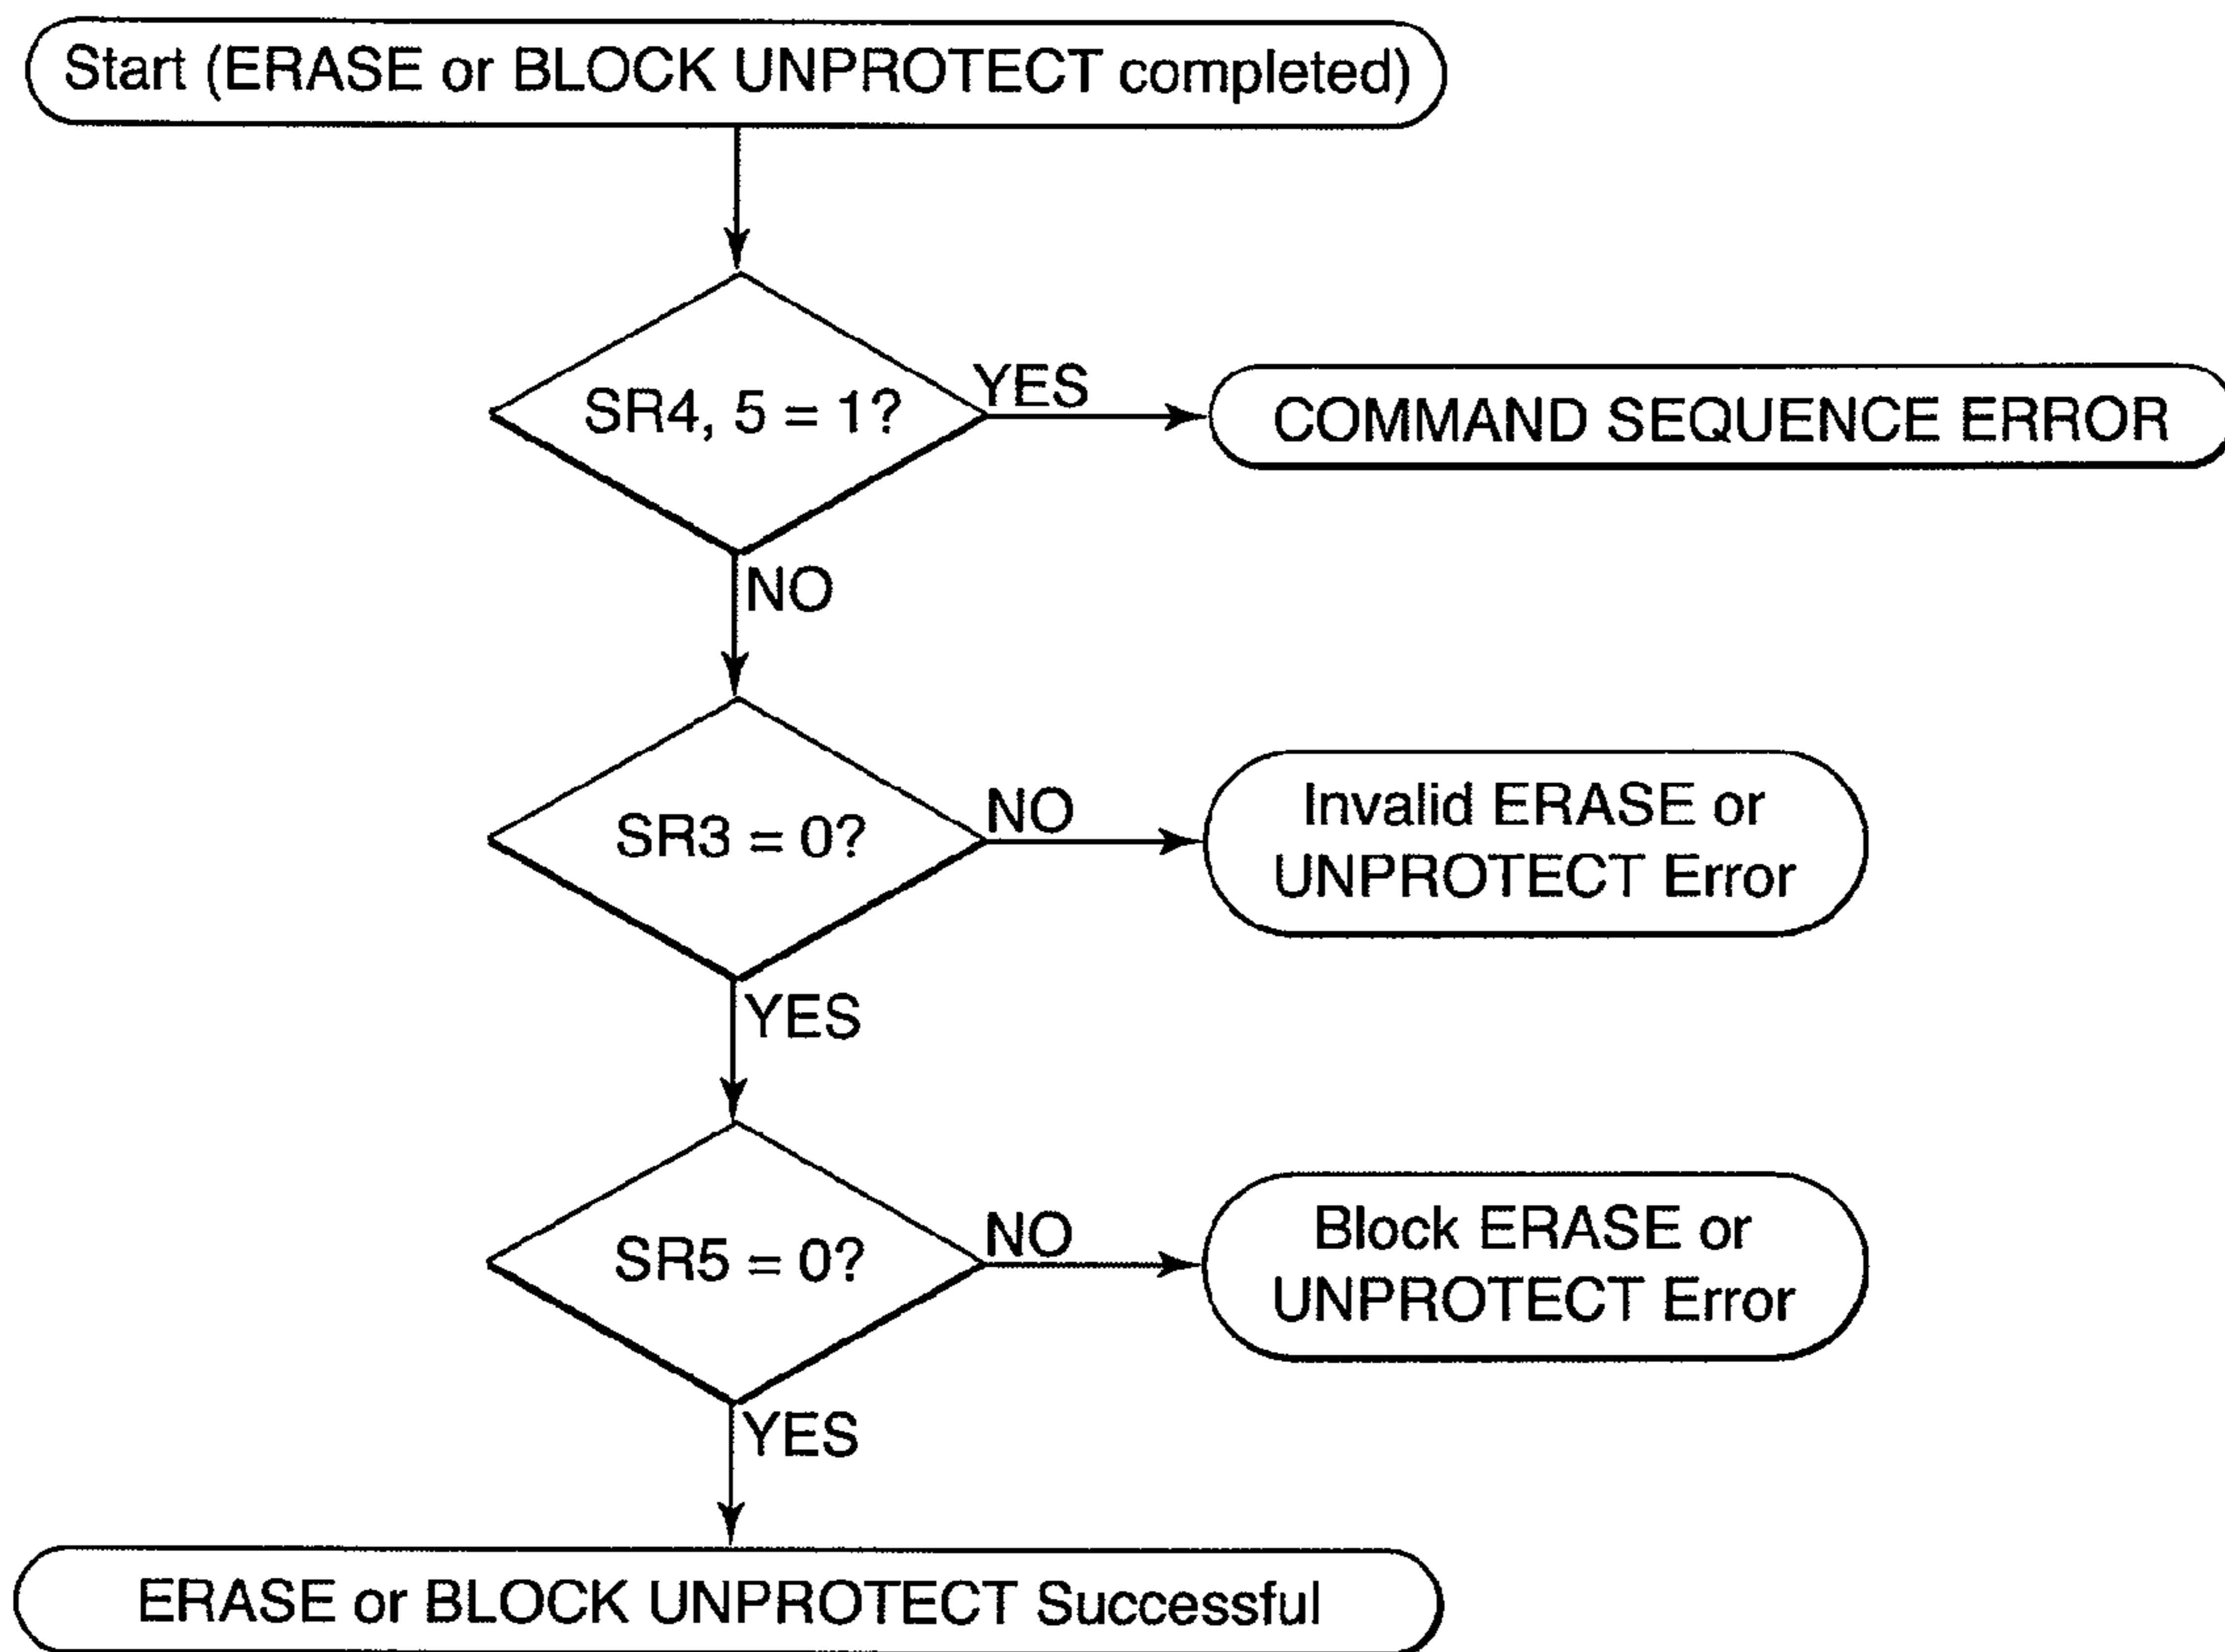 Start (ERASE or BLOCK UNPROTECT completed)
SR4, 5 = 1?
YES
COMMAND SEQUENCE ERROR
NO
SR3 = 0?
NO
Invalid ERASE or
UNPROTECT Error
YES
SR5 = 0?
NO
Block ERASE or
UNPROTECT Error
YES
ERASE or BLOCK UNPROTECT Successful